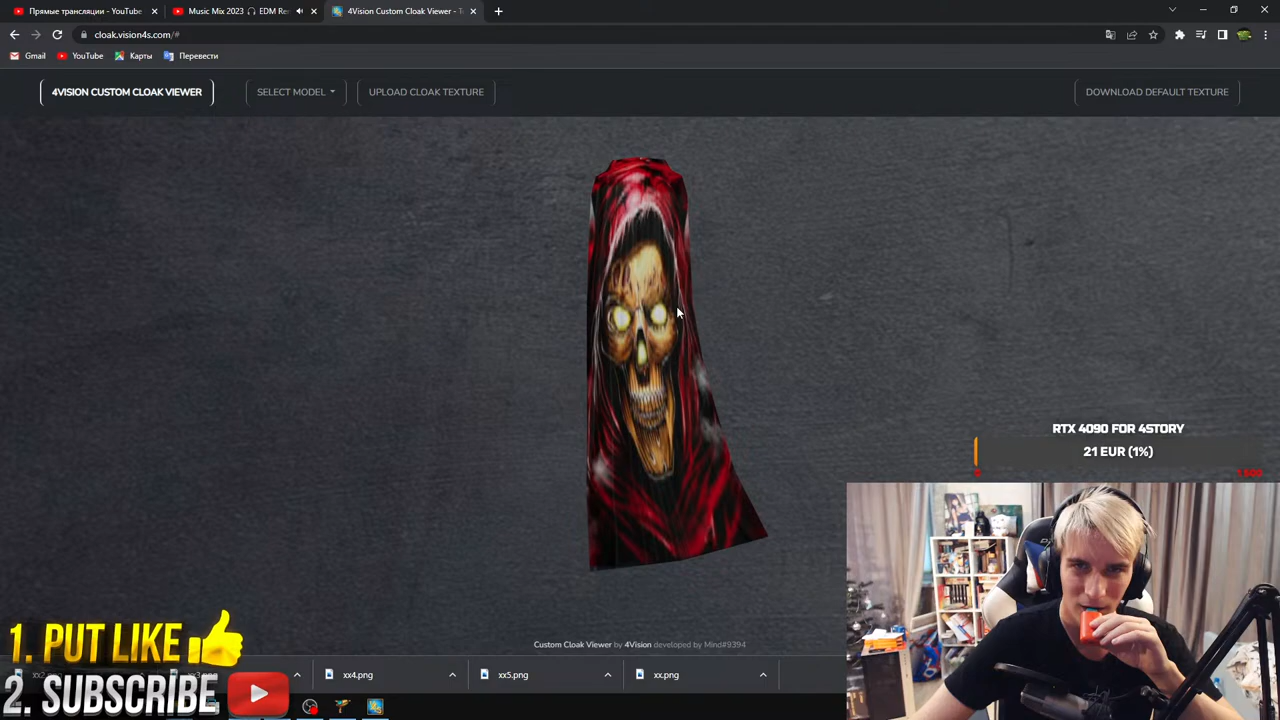 Прямые трансляции - YouTube
Music Mix 2023 🎧 EDM Re
4Vision Custom Cloak Viewer - T
cloak.vision4s.com/#
Gmail
YouTube
Карты
Перевести
4VISION CUSTOM CLOAK VIEWER
SELECT MODEL
UPLOAD CLOAK TEXTURE
DOWNLOAD DEFAULT TEXTURE
RTX 4090 FOR 4STORY
21 EUR (1%)
0
1,600
1. PUT LIKE
2. SUBSCRIBE
Custom Cloak Viewer by 4Vision developed by Mind#9394
xx4.png
xx5.png
xx.png